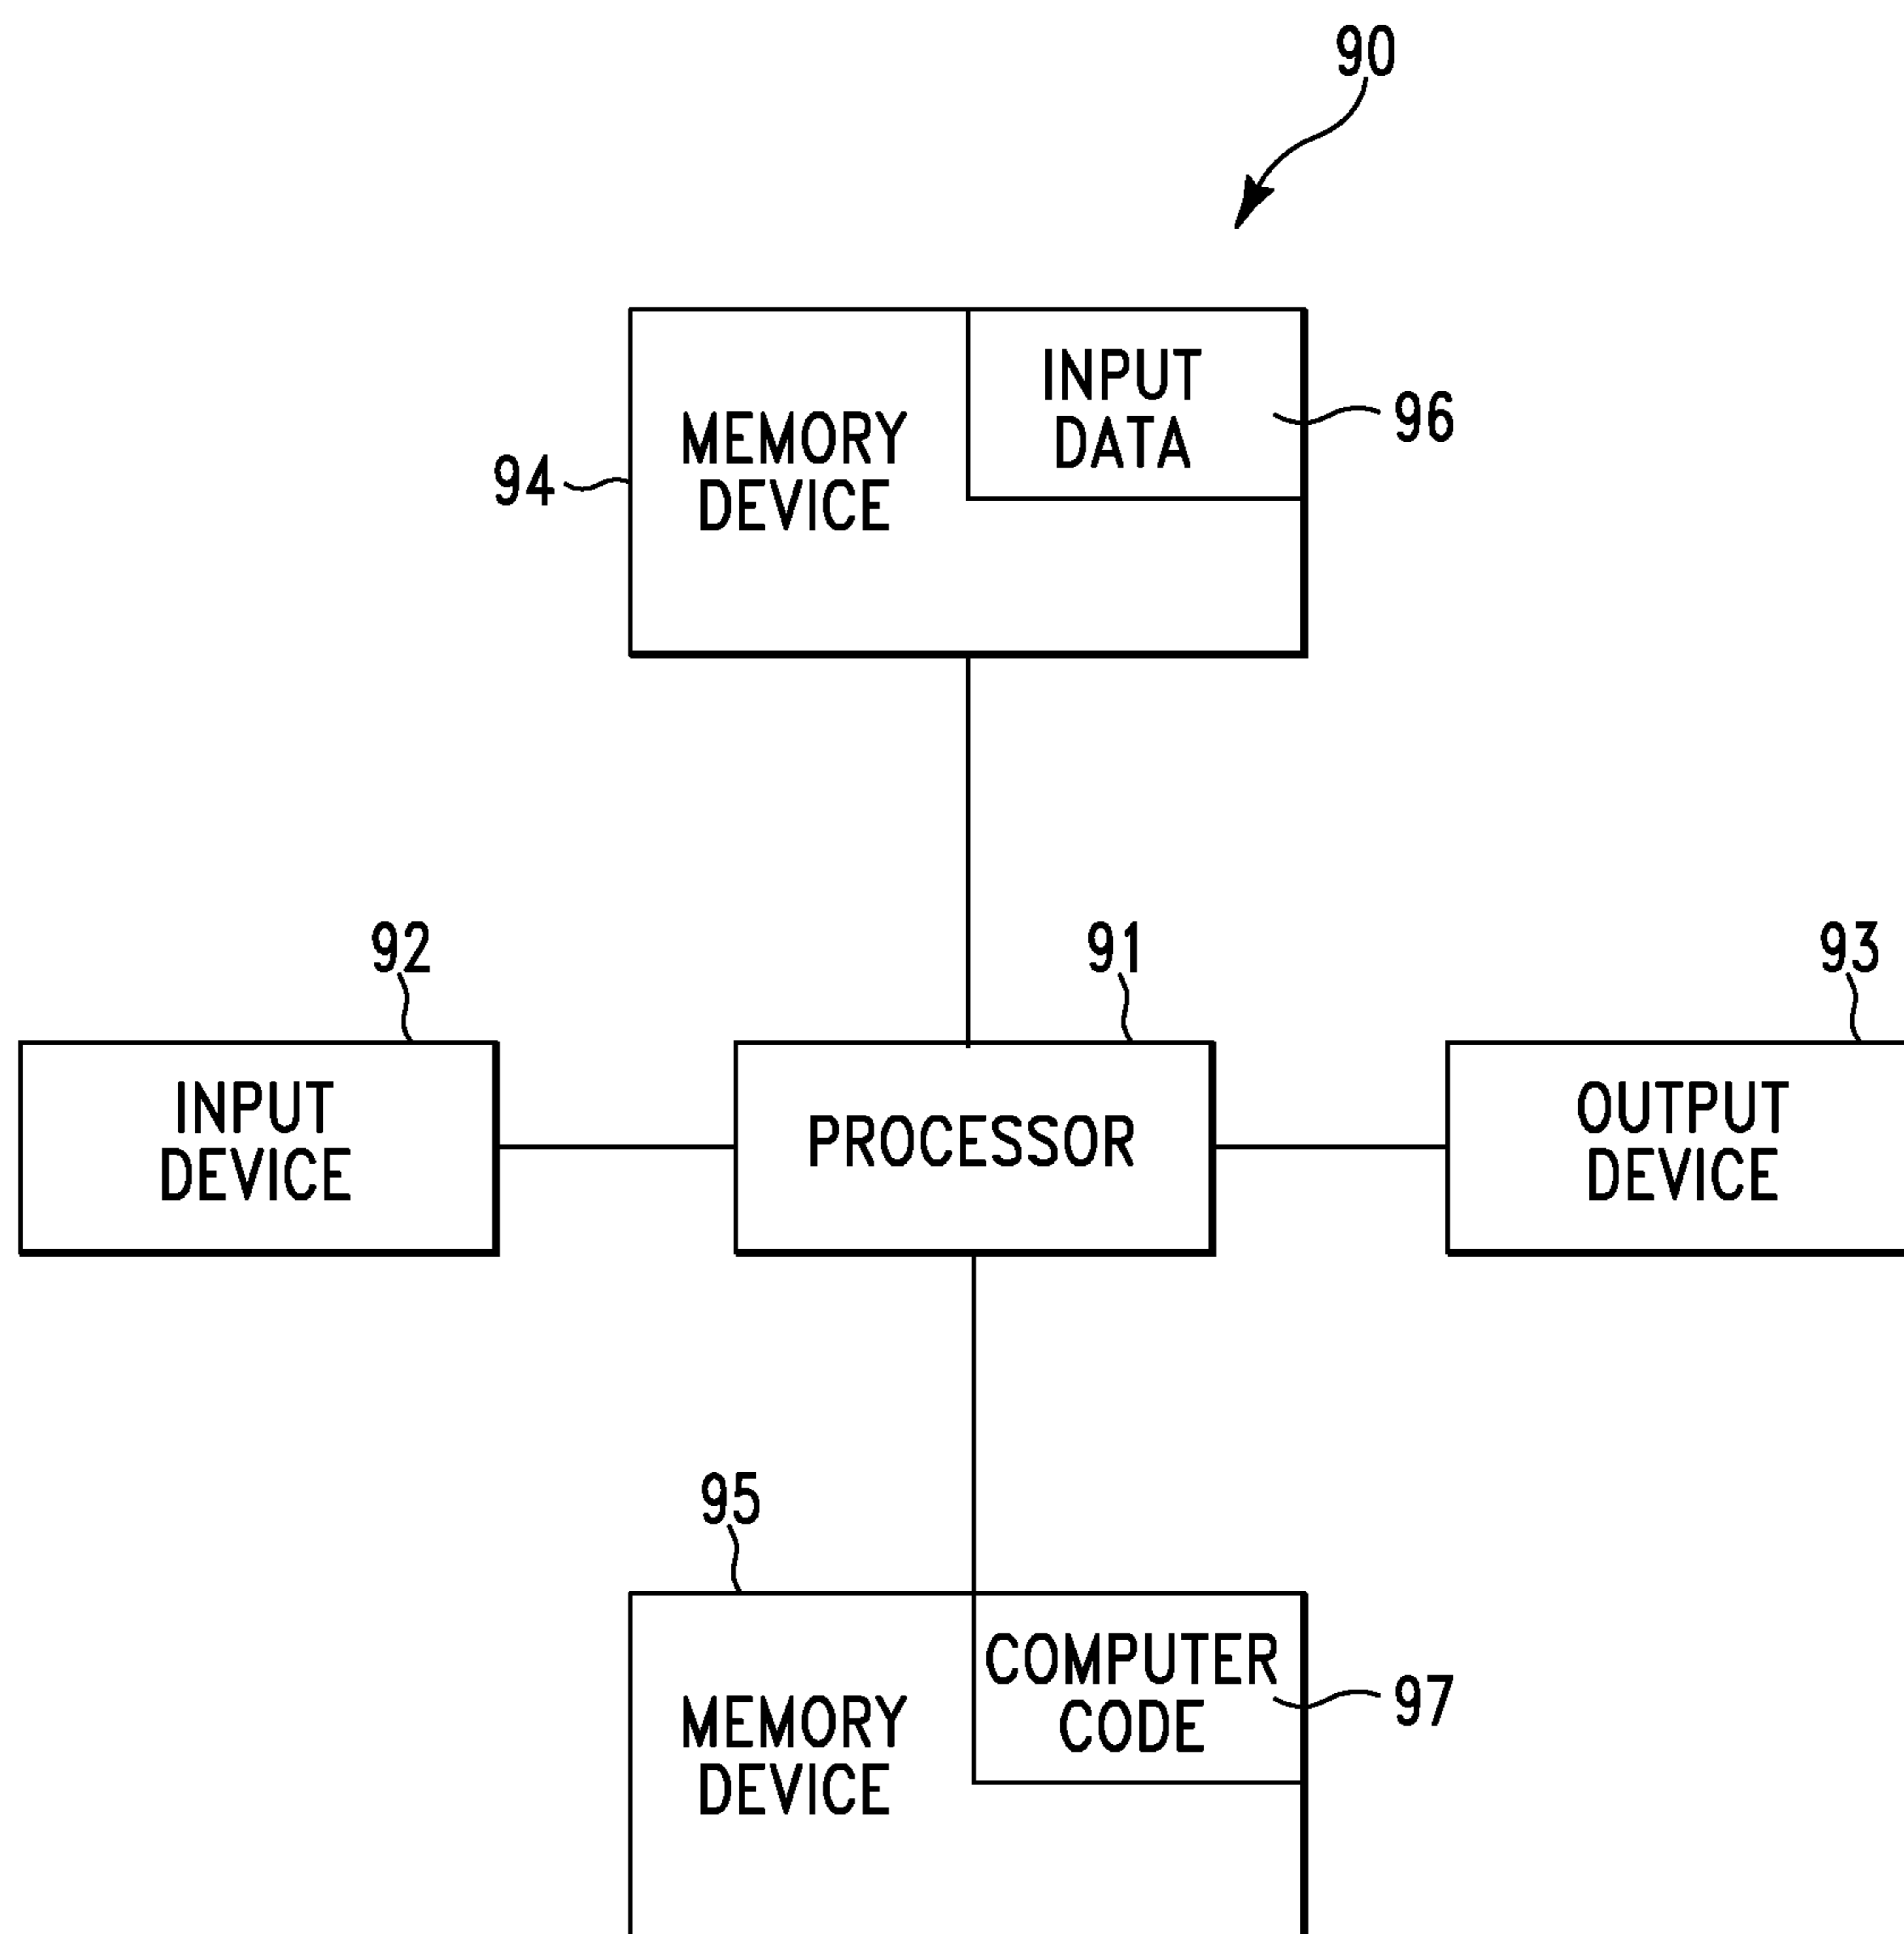 90
INPUT
DATA
96
MEMORY
DEVICE
94
92
91
93
INPUT
DEVICE
PROCESSOR
OUTPUT
DEVICE
95
COMPUTER
CODE
97
MEMORY
DEVICE